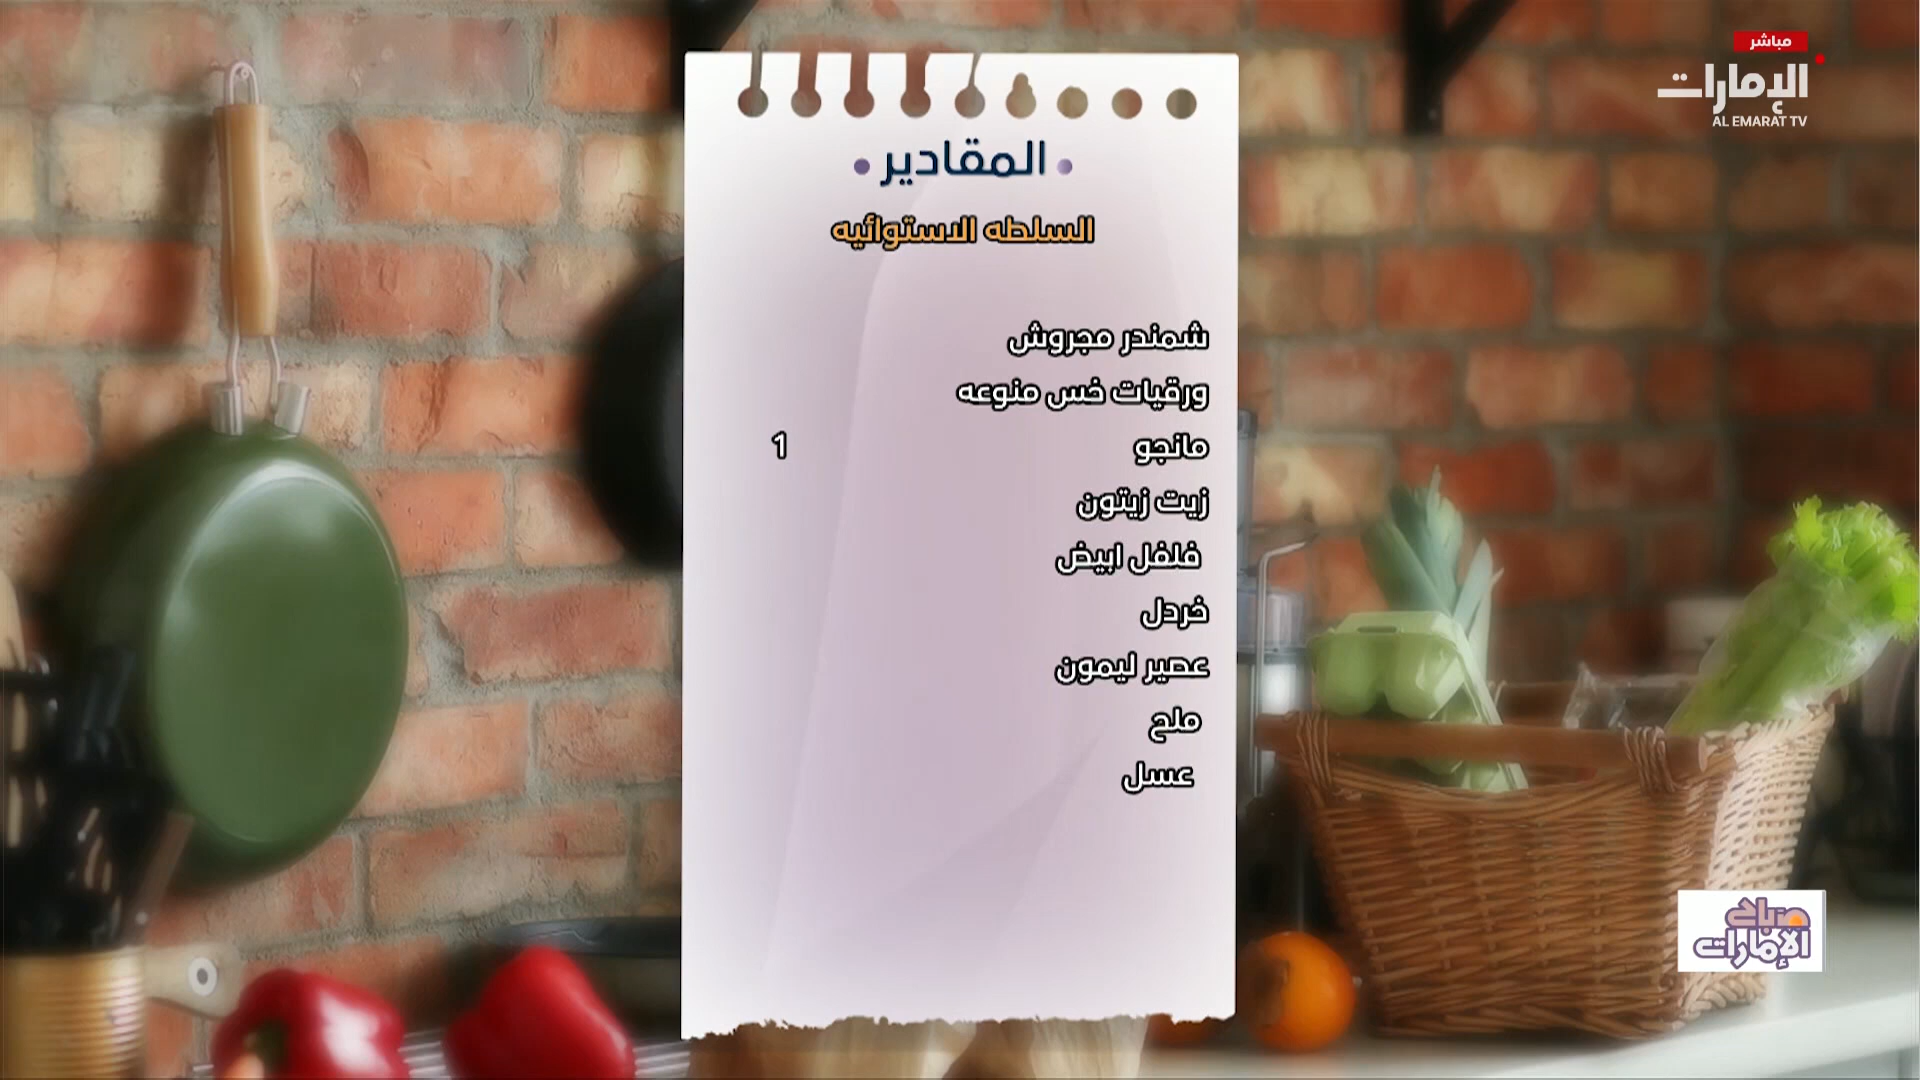 مباشر
الإمارات
AL EMARAT TV
المقادير
السلطه الاستوائيه
شمندر مجروش
ورقيات خس منوعه
مانجو 1
زيت زيتون
فلفل ابيض
خردل
عصير ليمون
ملح
عسل
صباح
الإمارات